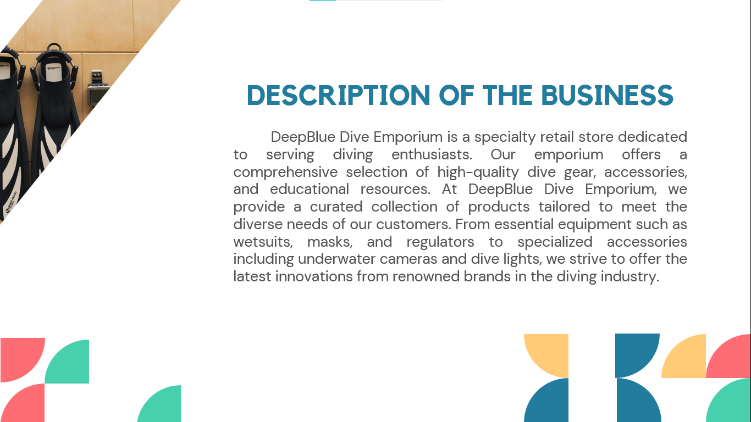 DESCRIPTION OF THE BUSINESS
DeepBlue Dive Emporium is a specialty retail store dedicated
to serving diving enthusiasts. Our emporium offers a
comprehensive selection of high-quality dive gear, accessories,
and educational resources. At DeepBlue Dive Emporium, we
provide a curated collection of products tailored to meet the
diverse needs of our customers. From essential equipment such as
wetsuits, masks, and regulators to specialized accessories
including underwater cameras and dive lights, we strive to offer the
latest innovations from renowned brands in the diving industry.